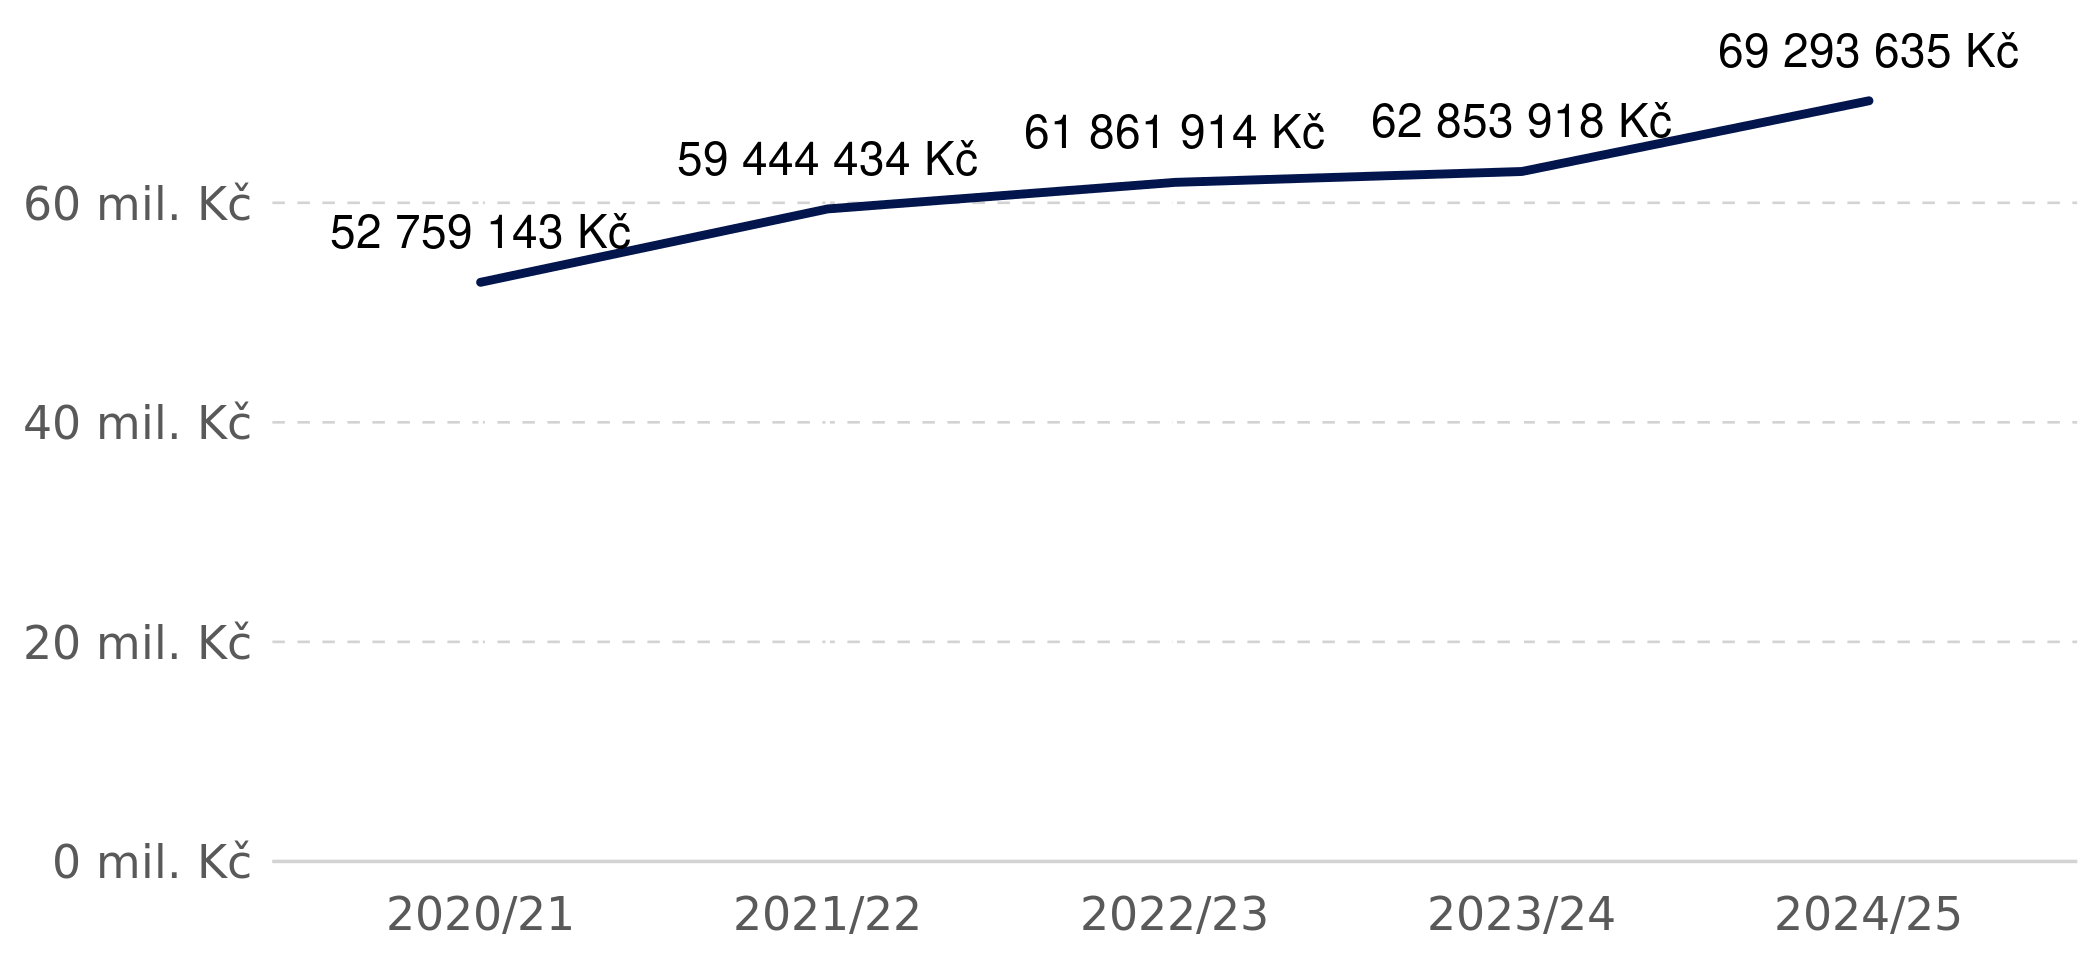 69 293 635 Kč
62 853 918 Kč
61 861 914 Kč
59 444 434 Kč
52 759 143 Kč
60 mil. Kč
40 mil. Kč
20 mil. Kč
0 mil. Kč
2020/21
2021/22
2022/23
2023/24
2024/25